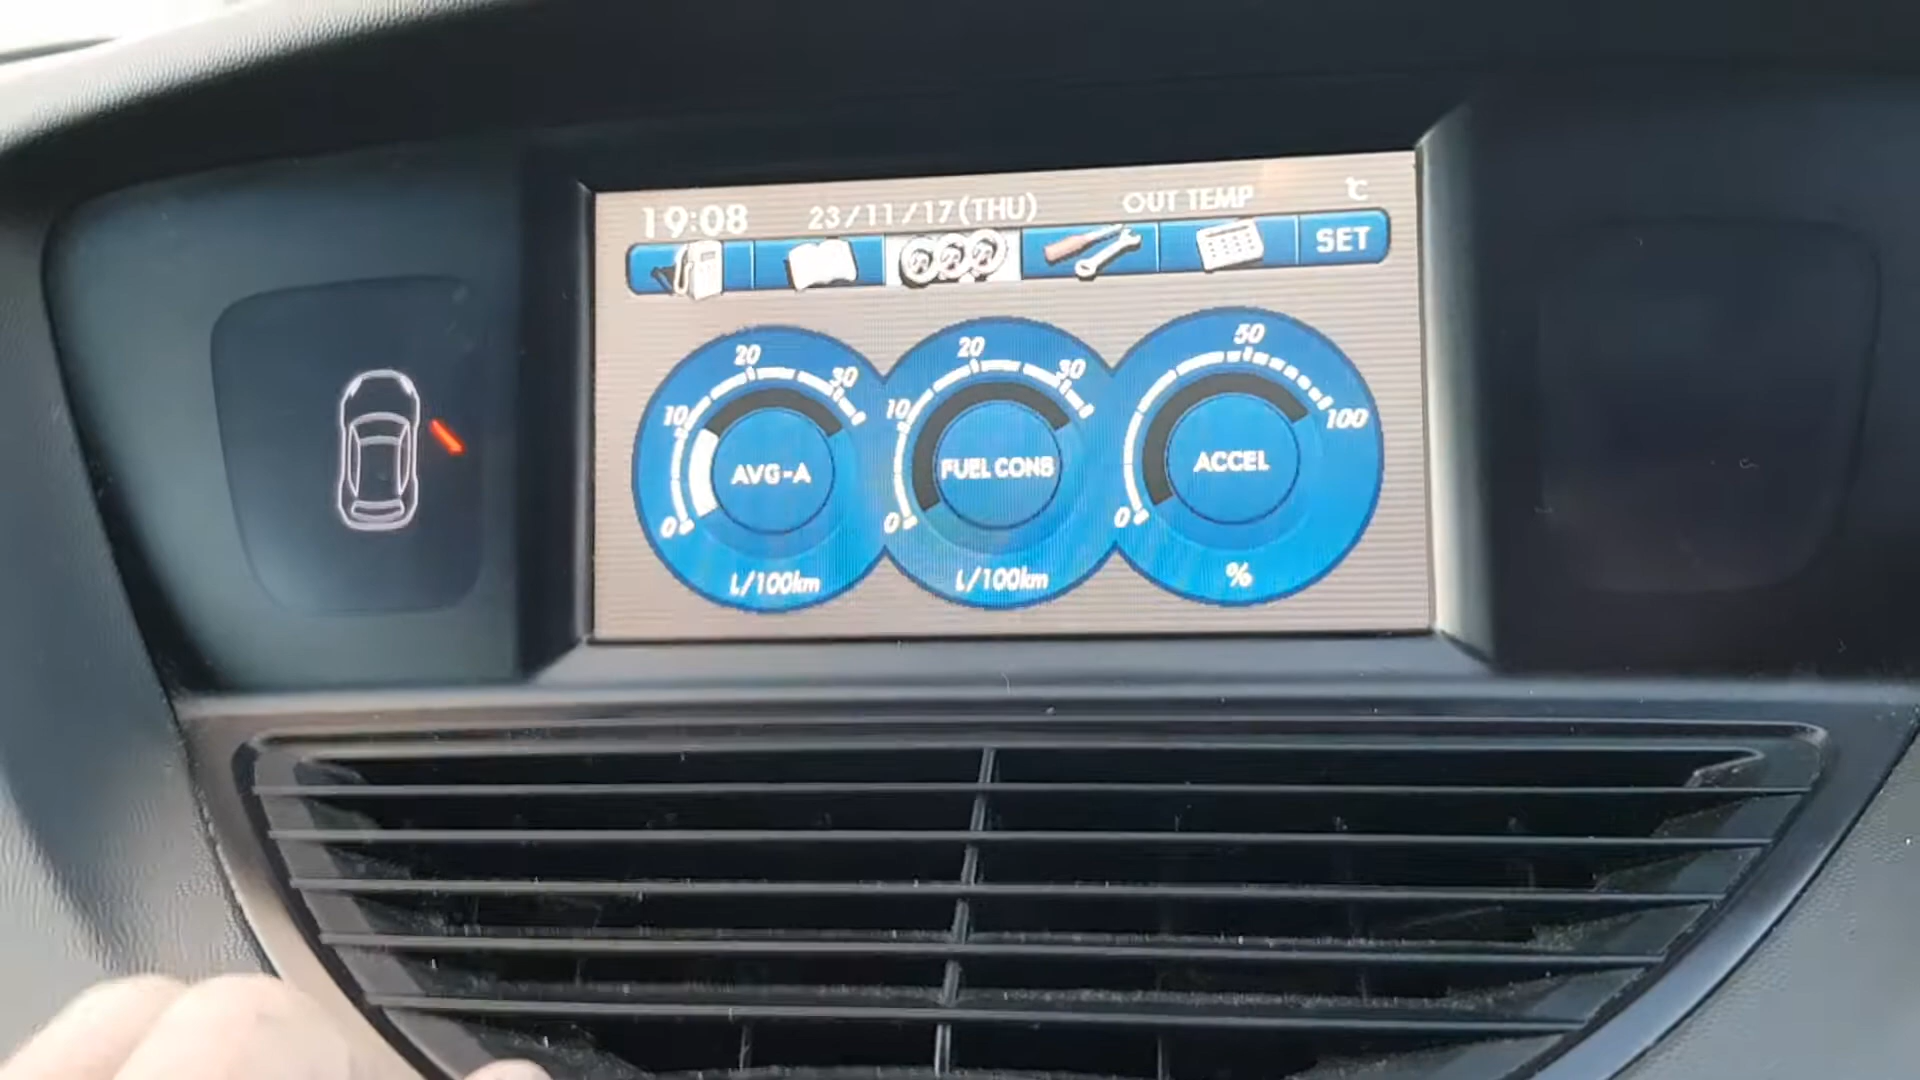 19:08 23/11/17(THU) OUT TEMP °C
SET
20 20 50
10 30 10 30 100
AVG-A FUEL CONS ACCEL
0 0 0
L/100km L/100km %